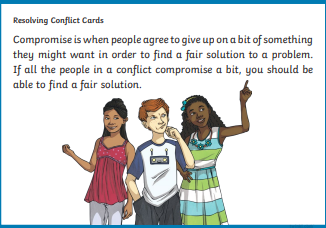 Resolving Conflict Cards
Compromise is when people agree to give up on a bit of something
they might want in order to find a fair solution to a problem.
If all the people in a conflict compromise a bit, you should be
able to find a fair solution.